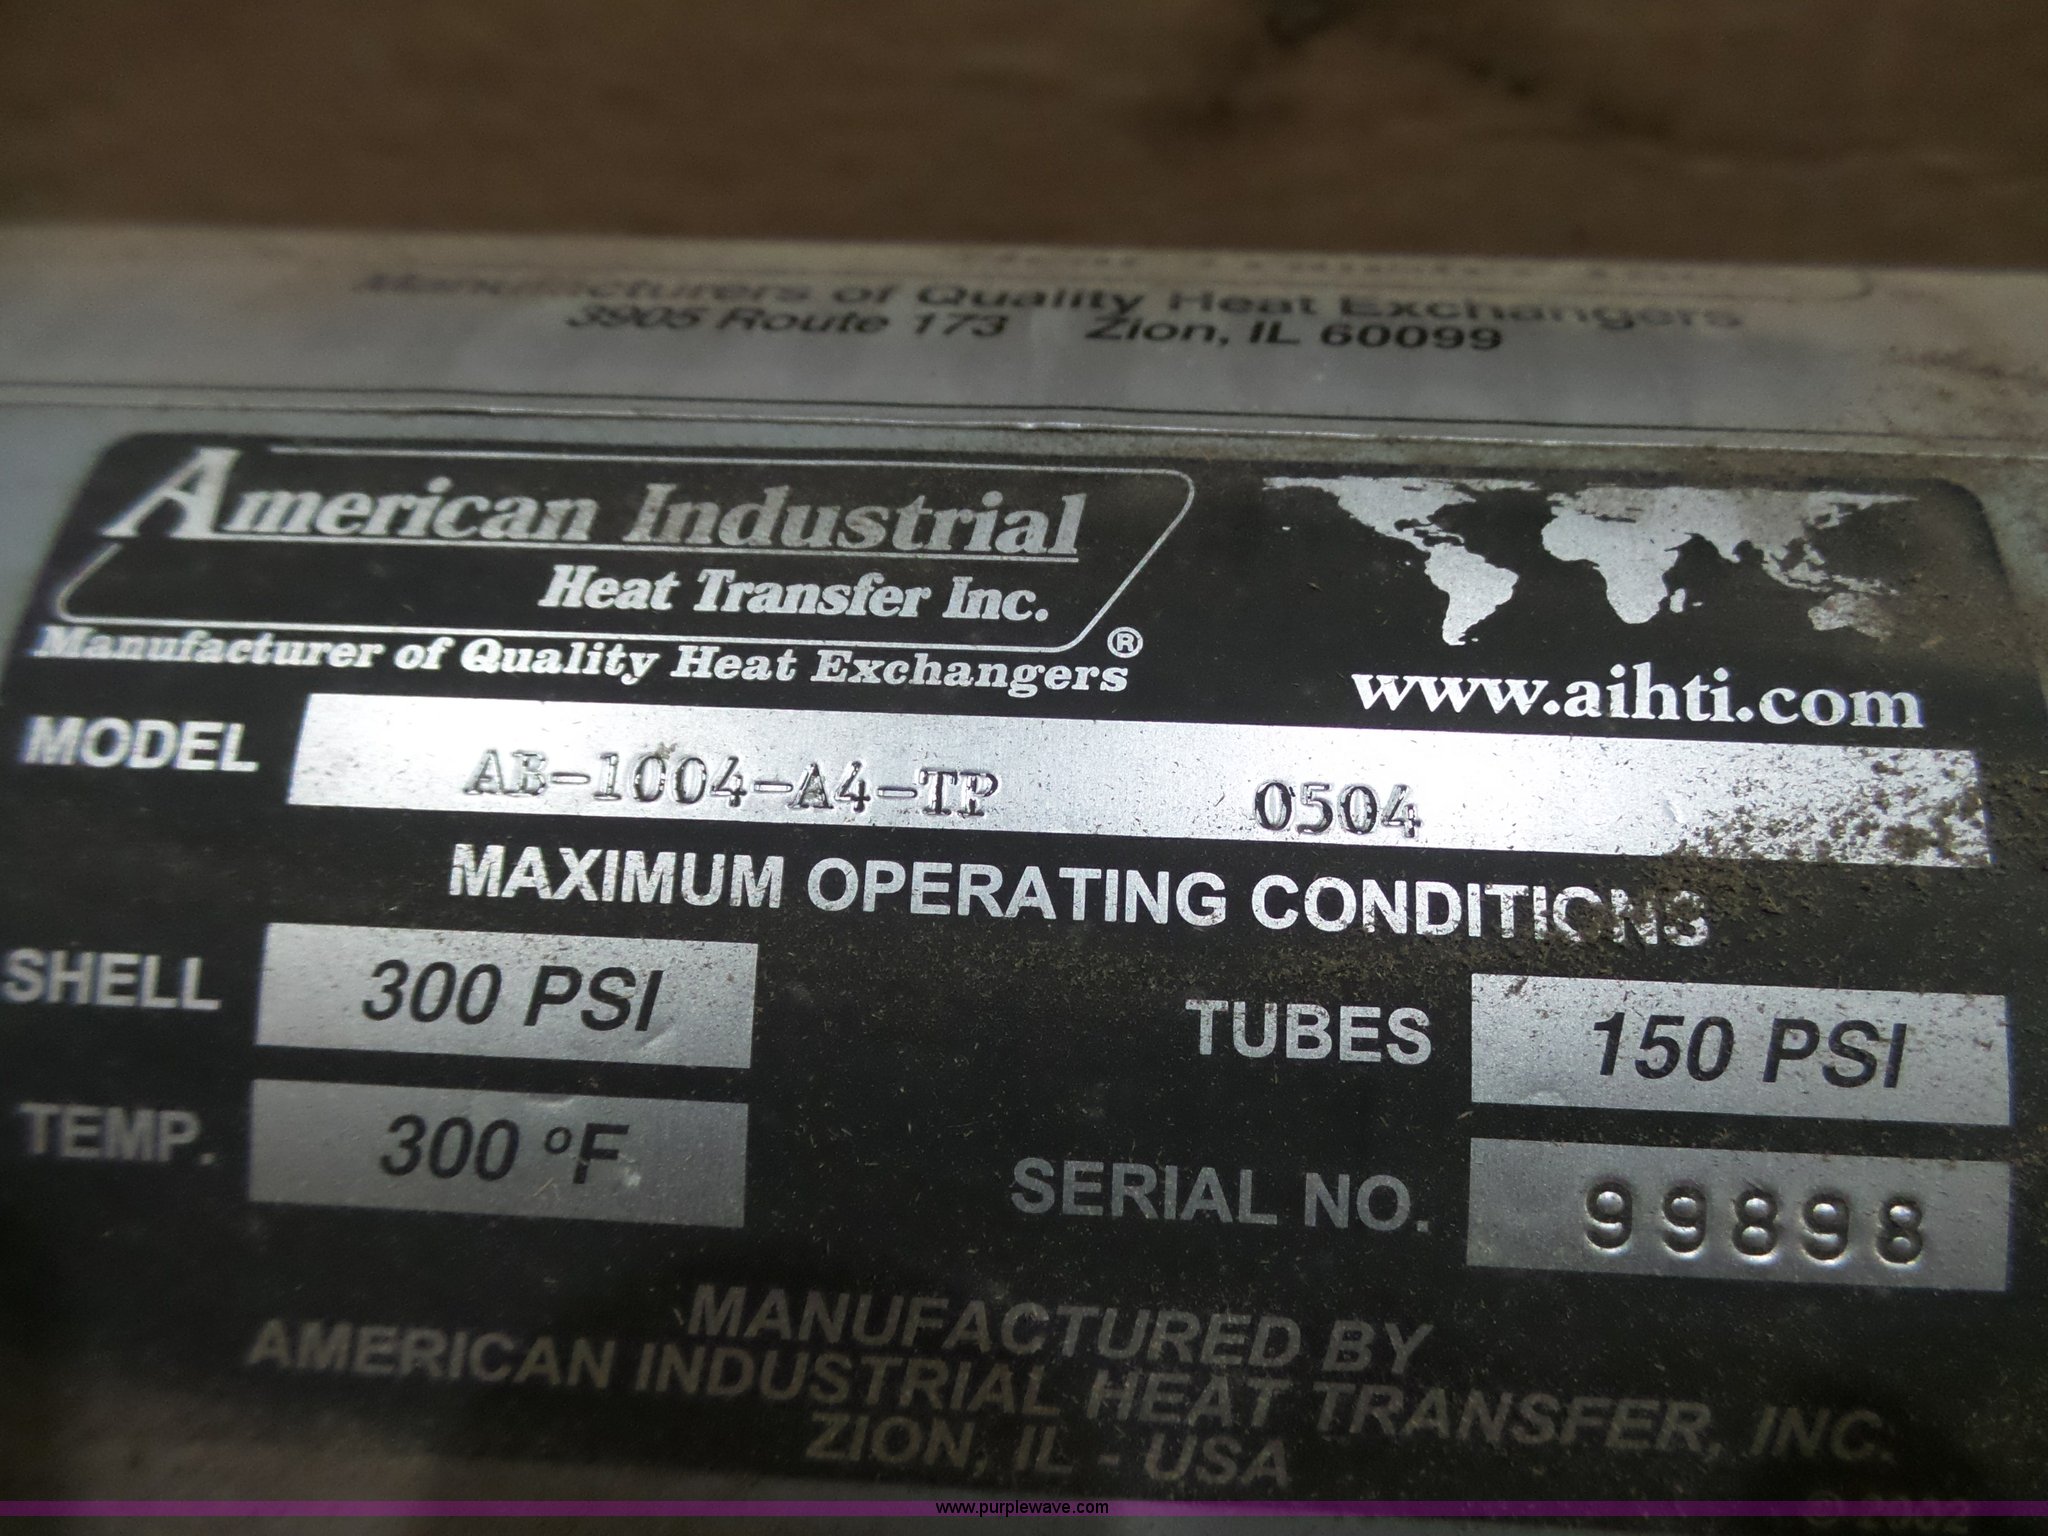 Manufacturers of Quality Heat Exchangers
3905 Route 173 Zion, IL 60099
American Industrial
Heat Transfer Inc.
®
Manufacturer of Quality Heat Exchangers
www.aihti.com
MODEL AB-1004-A4-TP 0504
MAXIMUM OPERATING CONDITIONS
SHELL 300 PSI TUBES 150 PSI
TEMP. 300 °F SERIAL NO. 99898
MANUFACTURED BY
AMERICAN INDUSTRIAL HEAT TRANSFER, INC.
ZION, IL - USA
www.purplewave.com